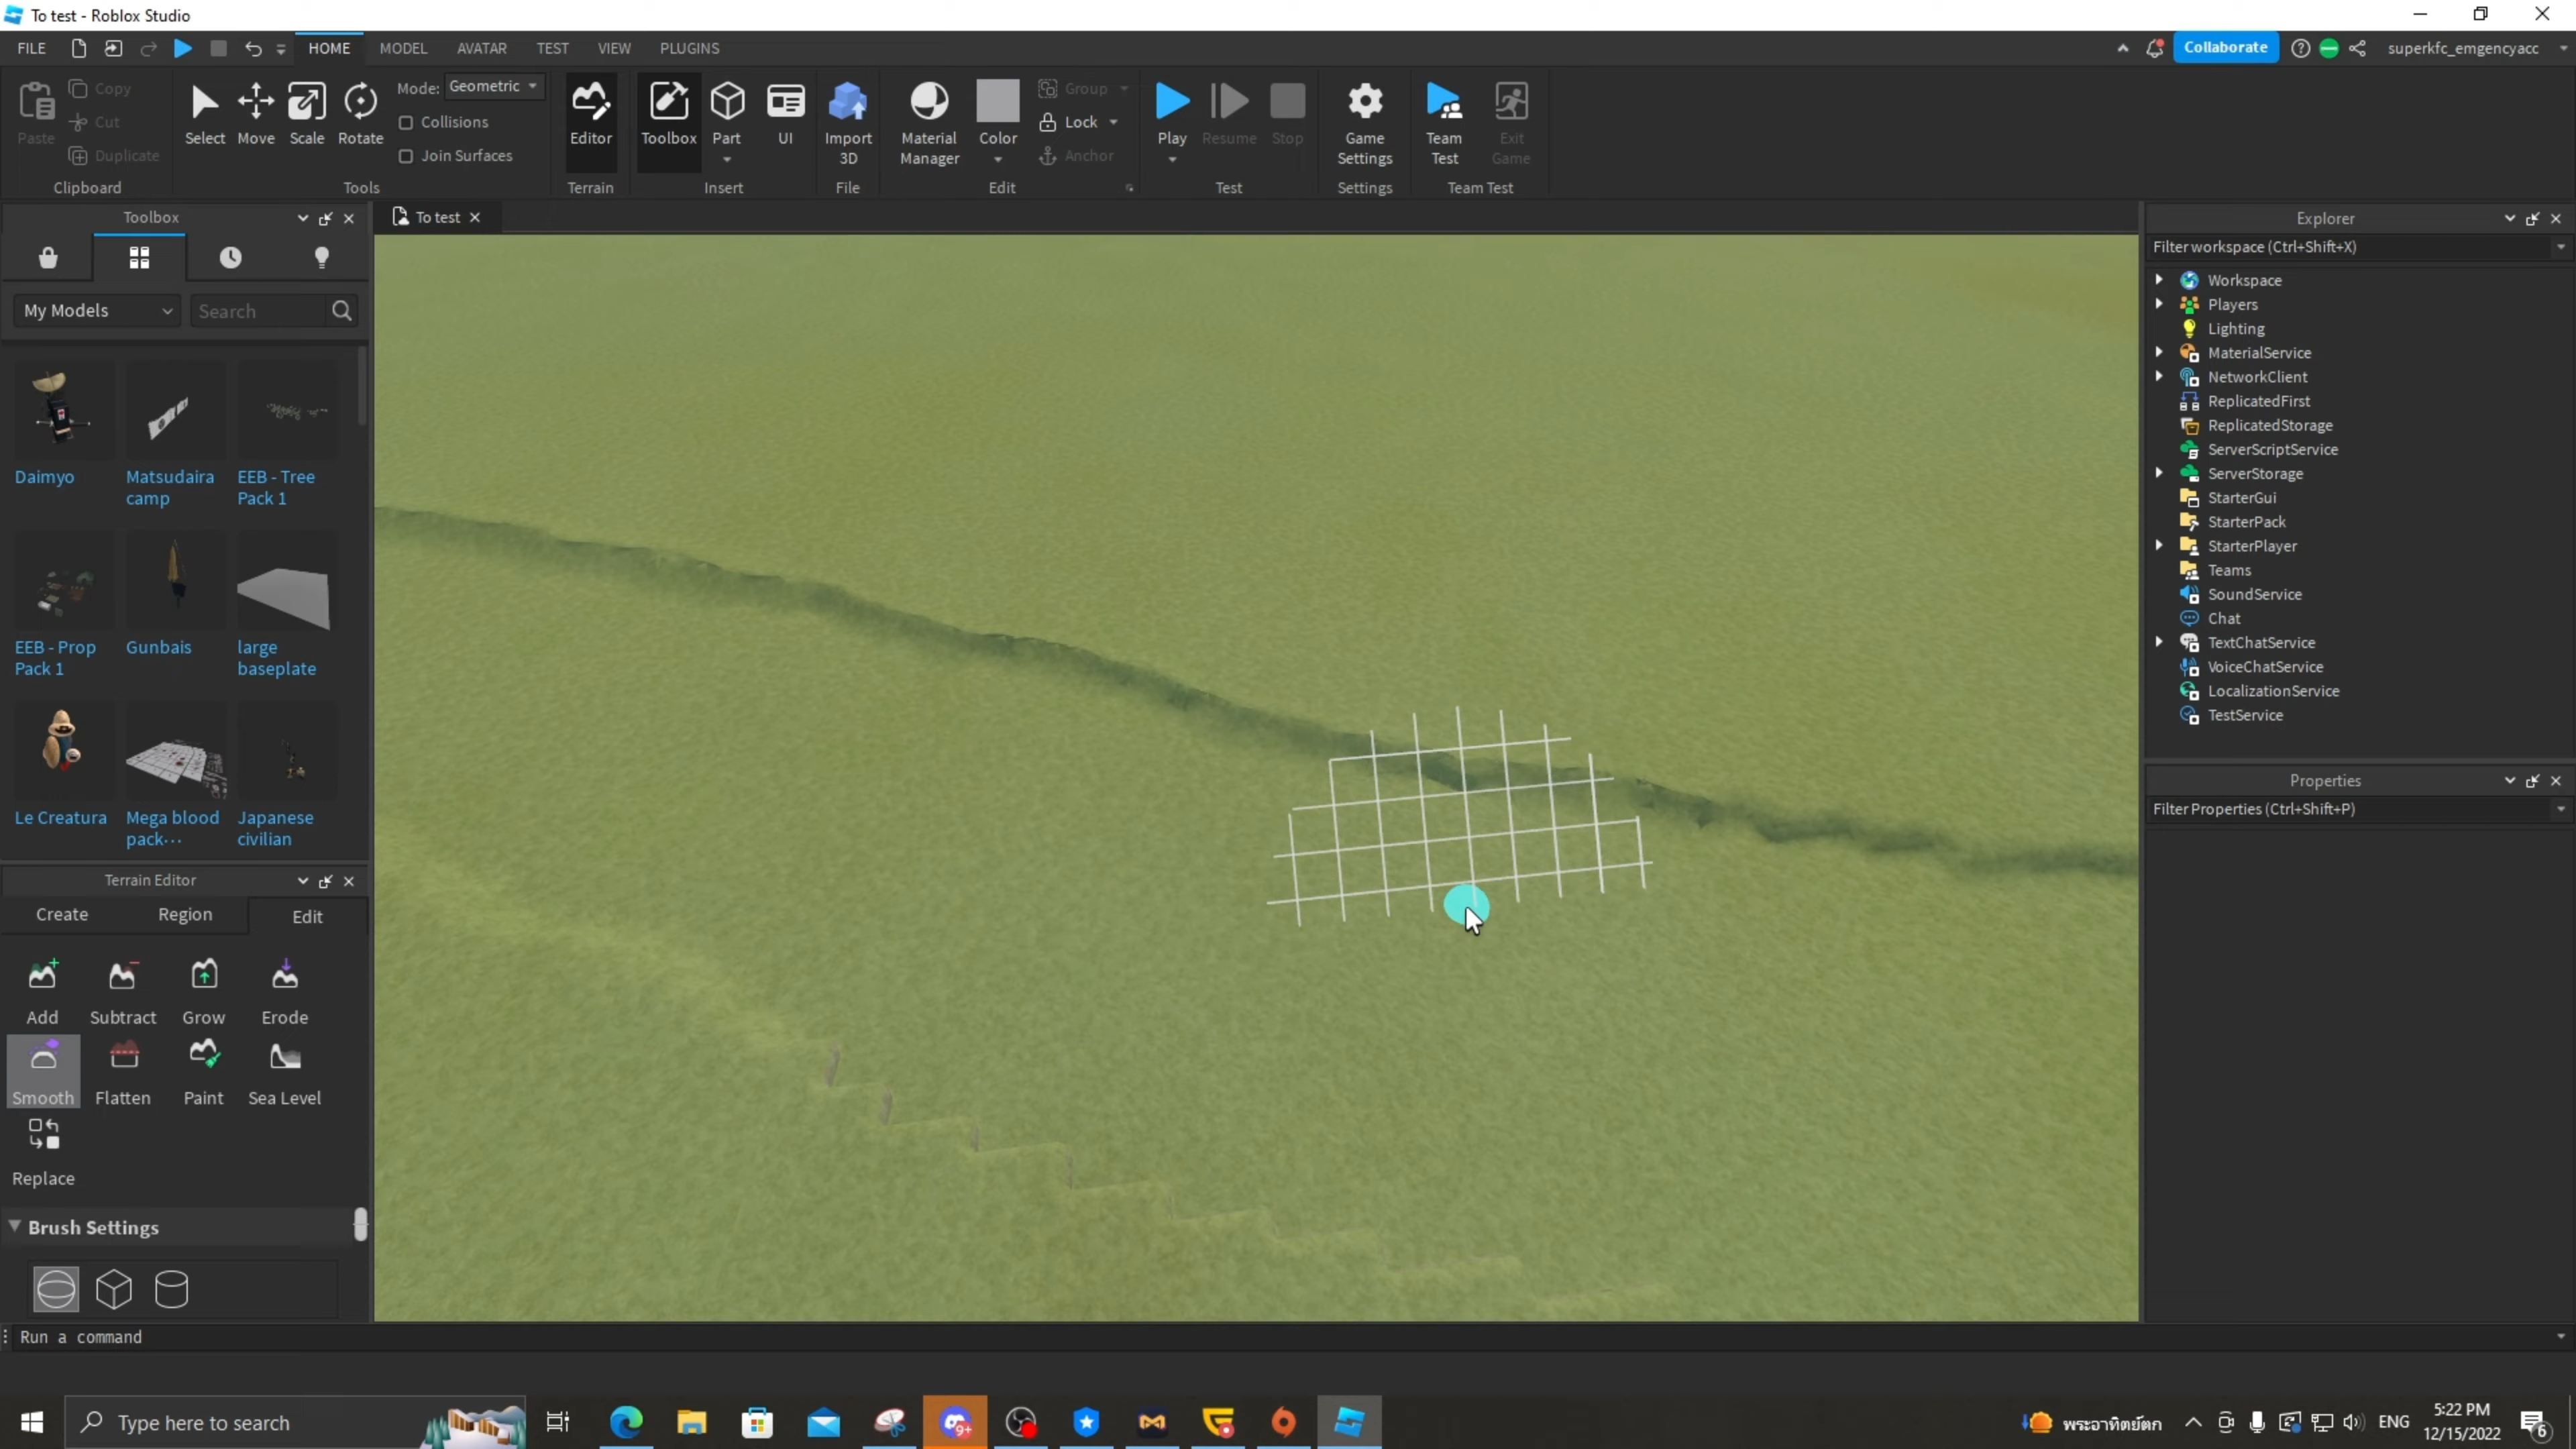 To test - Roblox Studio
FILE HOME MODEL AVATAR TEST VIEW PLUGINS Collaborate superkfc_emgencyacc
Paste Copy Cut Duplicate
Clipboard
Select Move Scale Rotate
Mode: Geometric
Collisions
Join Surfaces
Tools
Editor
Terrain
Toolbox Part UI
Insert
Import 3D
File
Material Manager Color
Group
Lock
Anchor
Edit
Play Resume Stop
Test
Game Settings
Settings
Team Test Exit Game
Team Test
Toolbox
My Models Search
Daimyo
Matsudaira camp
EEB - Tree Pack 1
EEB - Prop Pack 1
Gunbais
large baseplate
Le Creatura
Mega blood pack...
Japanese civilian
Terrain Editor
Create Region Edit
Add Subtract Grow Erode
Smooth Flatten Paint Sea Level
Replace
Brush Settings
To test
Explorer
Filter workspace (Ctrl+Shift+X)
Workspace
Players
Lighting
MaterialService
NetworkClient
ReplicatedFirst
ReplicatedStorage
ServerScriptService
ServerStorage
StarterGui
StarterPack
StarterPlayer
Teams
SoundService
Chat
TextChatService
VoiceChatService
LocalizationService
TestService
Properties
Filter Properties (Ctrl+Shift+P)
Run a command
Type here to search
9+
พระอาทิตย์ตก
ENG
5:22 PM
12/15/2022
6